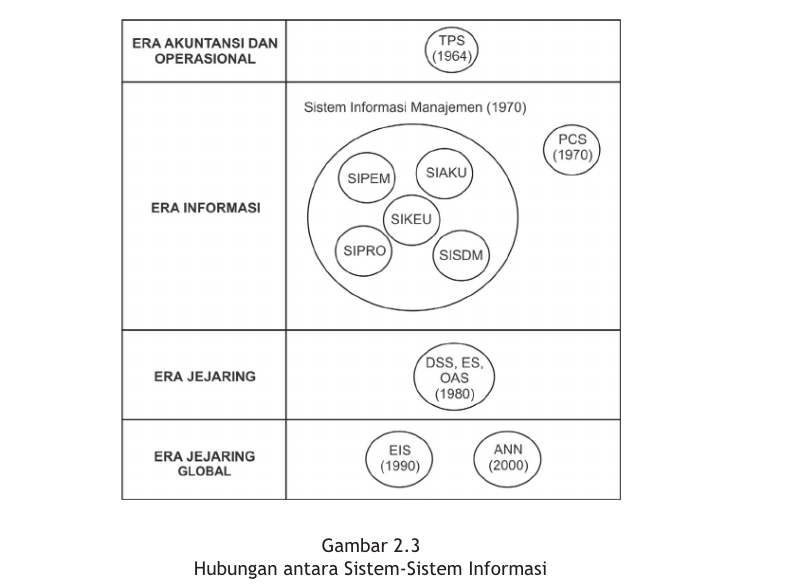 ERA AKUNTANSI DAN
OPERASIONAL
TPS
(1964)
ERA INFORMASI
Sistem Informasi Manajemen (1970)
PCS
(1970)
SIPEM
SIAKU
SIKEU
SIPRO
SISDM
ERA JEJARING
DSS, ES,
OAS
(1980)
ERA JEJARING
GLOBAL
EIS
(1990)
ANN
(2000)
Gambar 2.3
Hubungan antara Sistem-Sistem Informasi